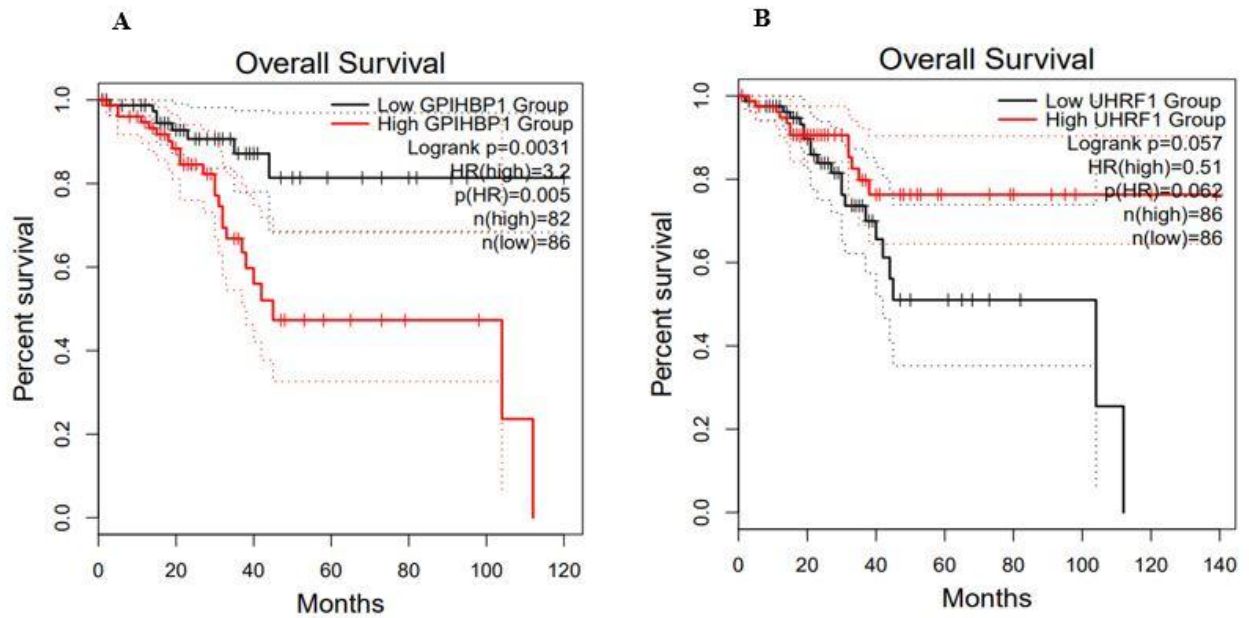 A
Overall Survival
Low GPIHBP1 Group
High GPIHBP1 Group
Logrank p=0.0031
HR(high)=3.2
p(HR)=0.005
n(high)=82
n(low)=86
Percent survival
1.0
0.8
0.6
0.4
0.2
0.0
0 20 40 60 80 100 120
Months
B
Overall Survival
Low UHRF1 Group
High UHRF1 Group
Logrank p=0.057
HR(high)=0.51
p(HR)=0.062
n(high)=86
n(low)=86
Percent survival
1.0
0.8
0.6
0.4
0.2
0.0
0 20 40 60 80 100 120 140
Months